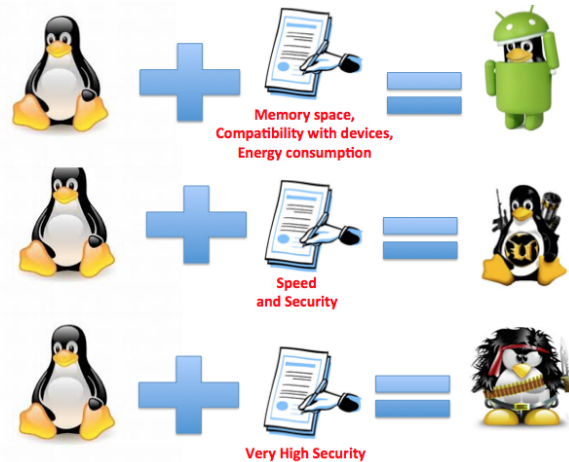 Memory space,
Compatibility with devices,
Energy consumption
Speed
and Security
Very High Security